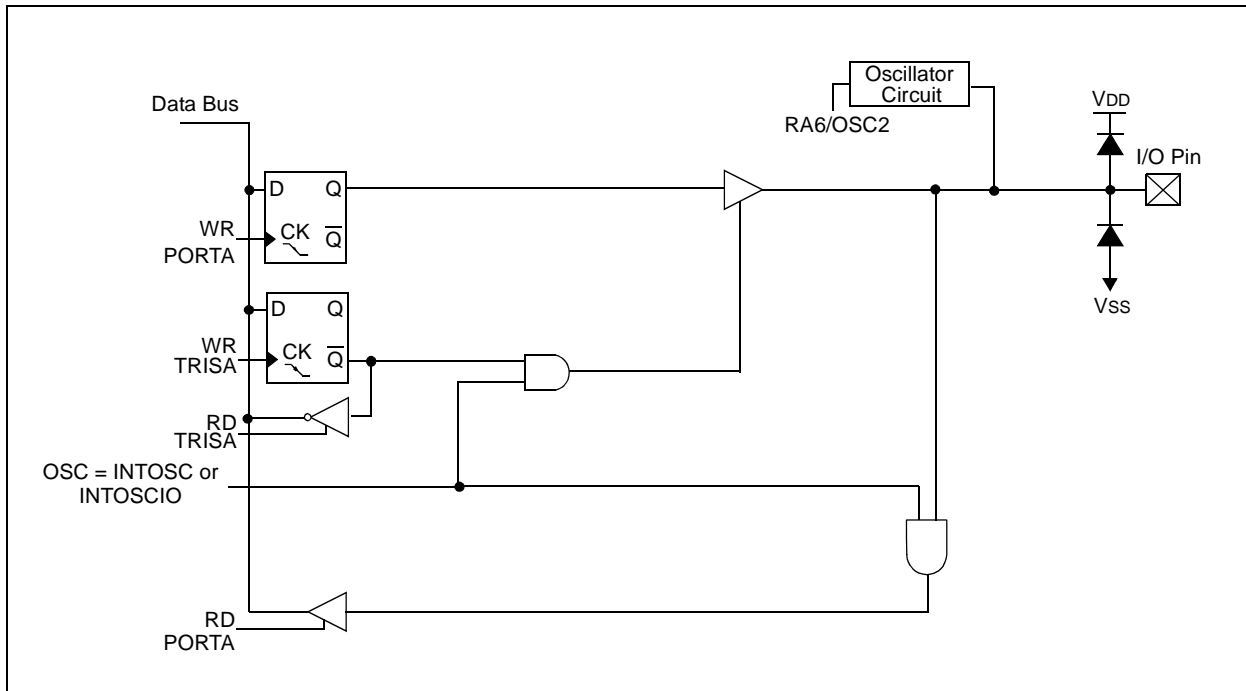 Oscillator
Circuit
RA6/OSC2
VDD
I/O Pin
VSS
Data Bus
D Q
CK Q̅
WR
PORTA
D Q
CK Q̅
WR
TRISA
RD
TRISA
OSC = INTOSC or
INTOSCIO
RD
PORTA